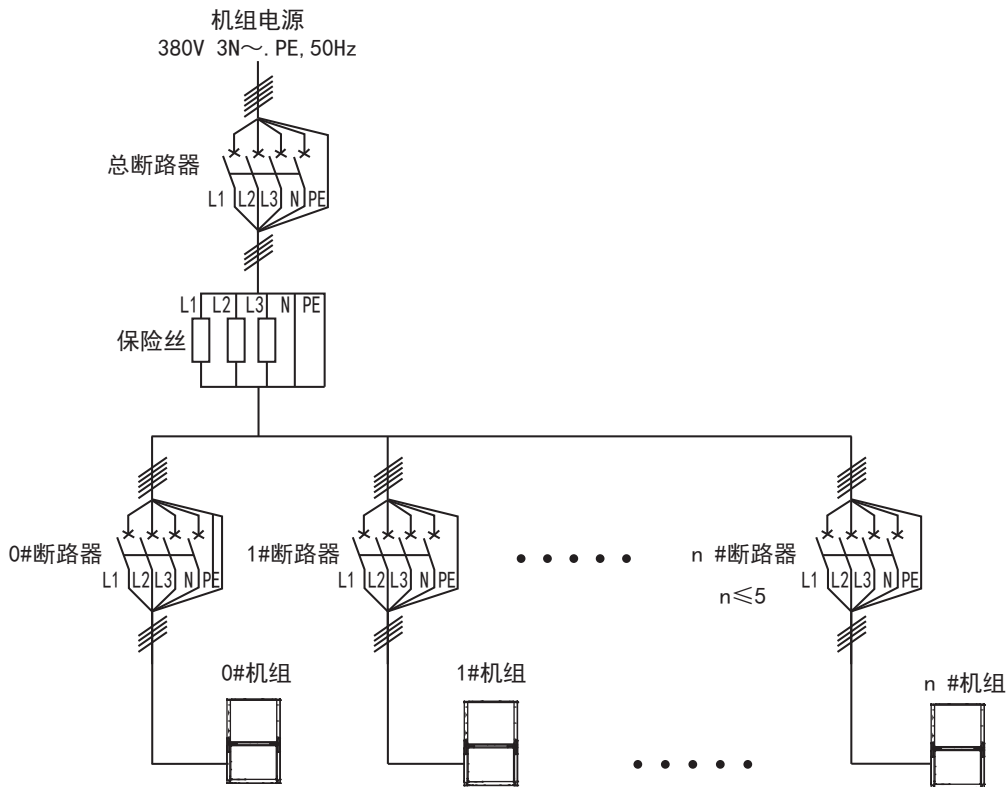 机组电源
380V 3N～. PE, 50Hz
总断路器
L1 L2 L3 N PE
L1 L2 L3 N PE
保险丝
0#断路器
L1 L2 L3 N PE
1#断路器
L1 L2 L3 N PE
n #断路器
n≤5
L1 L2 L3 N PE
0#机组
1#机组
n #机组